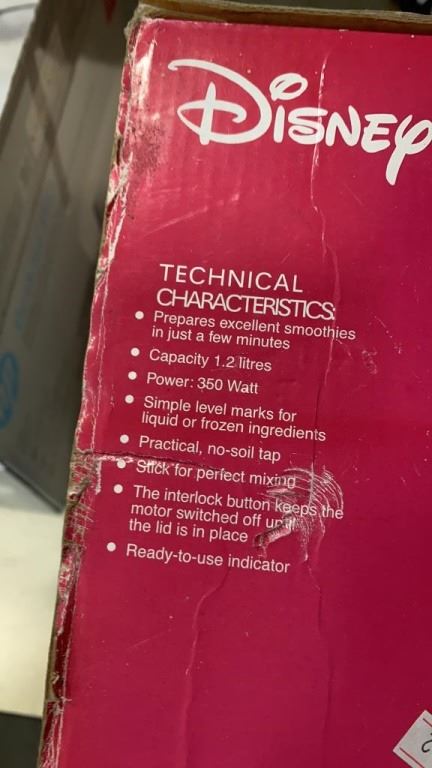 Disney
TECHNICAL
CHARACTERISTICS:
• Prepares excellent smoothies
in just a few minutes
• Capacity 1.2 litres
• Power: 350 Watt
• Simple level marks for
liquid or frozen ingredients
• Practical, no-soil tap
• Stick for perfect mixing
• The interlock button keeps the
motor switched off until
the lid is in place
• Ready-to-use indicator